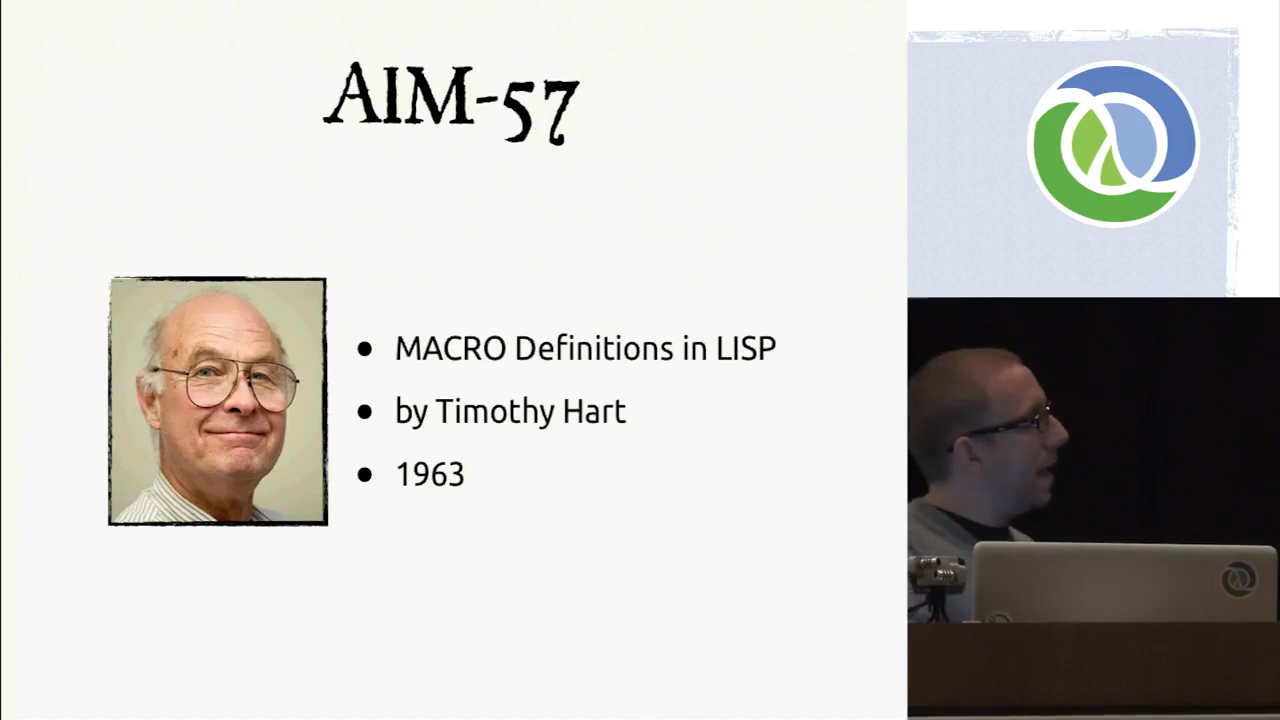 AIM-57
• MACRO Definitions in LISP
• by Timothy Hart
• 1963